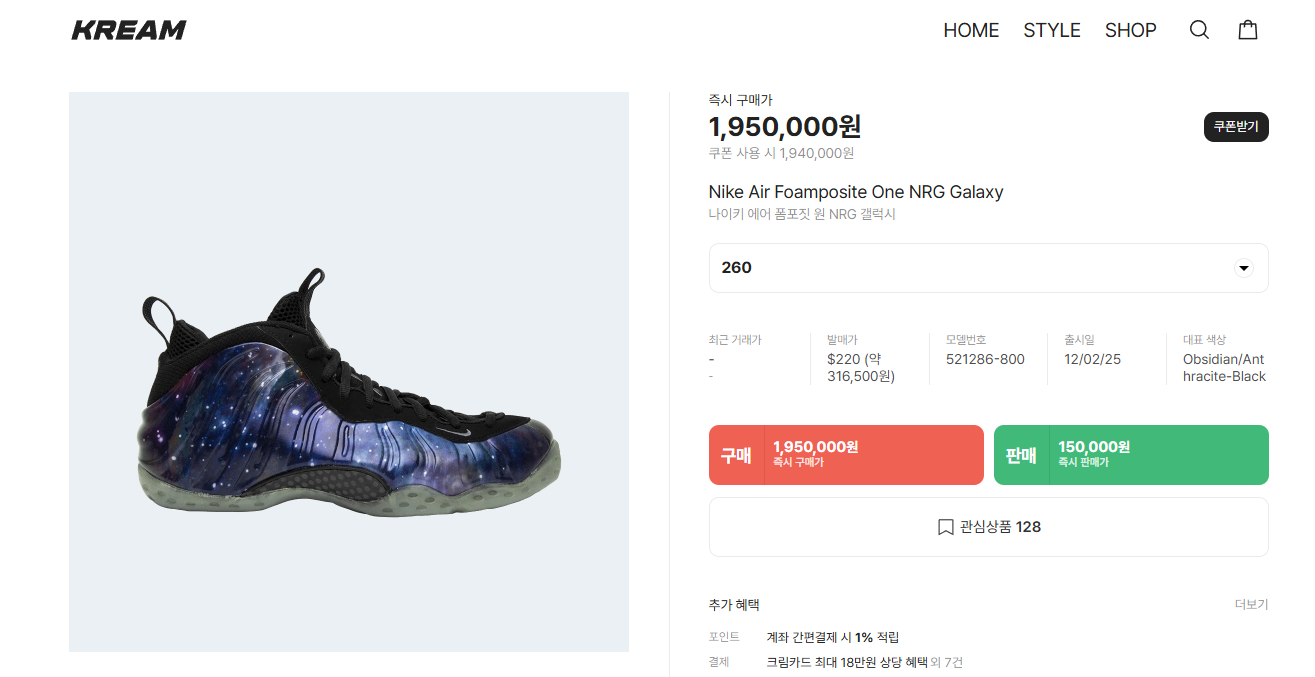 KREAM
HOME STYLE SHOP
즉시 구매가
1,950,000원
쿠폰받기
쿠폰 사용 시 1,940,000원
Nike Air Foamposite One NRG Galaxy
나이키 에어 폼포짓 원 NRG 갤럭시
260
최근 거래가
-
-
발매가
$220 (약
316,500원)
모델번호
521286-800
출시일
12/02/25
대표 색상
Obsidian/Ant
hracite-Black
구매
1,950,000원
즉시 구매가
판매
150,000원
즉시 판매가
관심상품 128
추가 혜택
더보기
포인트 계좌 간편결제 시 1% 적립
결제 크림카드 최대 18만원 상당 혜택 외 7건